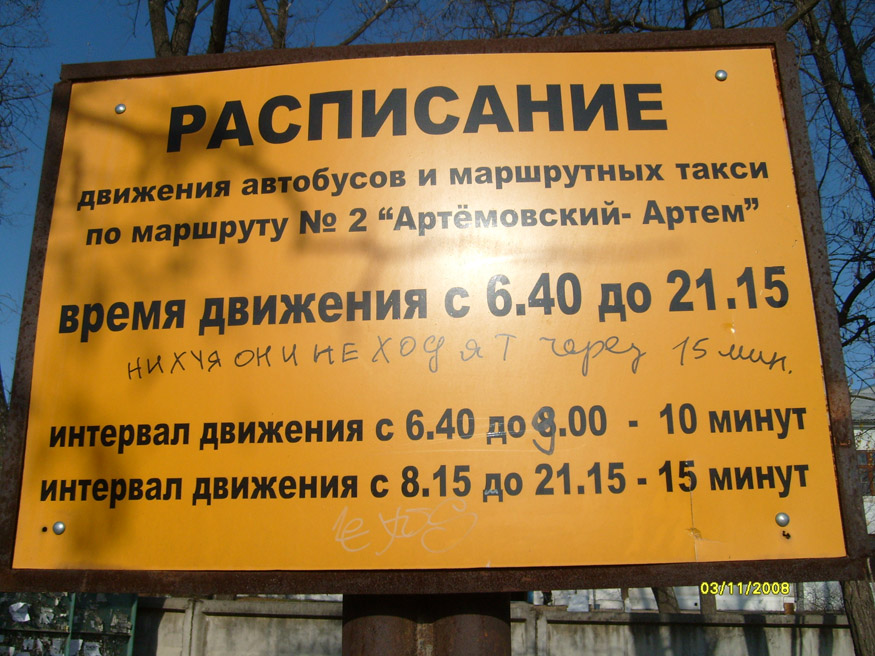 РАСПИСАНИЕ
движения автобусов и маршрутных такси
по маршруту № 2 “Артёмовский- Артем”
время движения с 6.40 до 21.15
НИХУЯ ОНИ НЕ ХОДЯТ через 15 мин.
интервал движения с 6.40 до 8.00 - 10 минут
интервал движения с 8.15 до 21.15 - 15 минут
03/11/2008